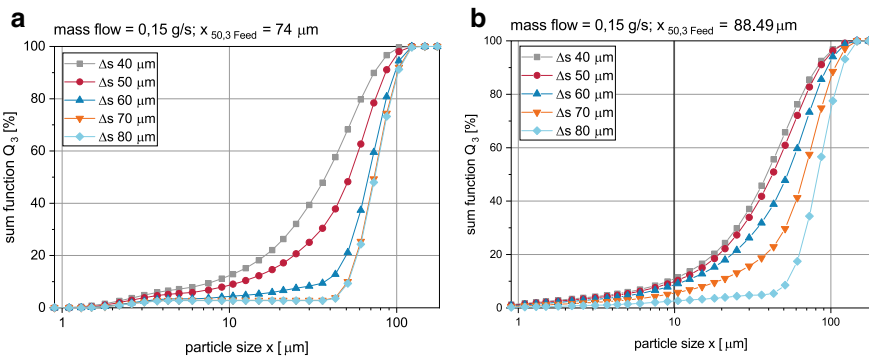 a
mass flow = 0,15 g/s; x 50,3 Feed = 74 μm
Δs 40 μm
Δs 50 μm
Δs 60 μm
Δs 70 μm
Δs 80 μm
sum function Q3 [%]
100
80
60
40
20
0
1
10
100
particle size x [ μm]
b
mass flow = 0,15 g/s; x 50,3 Feed = 88.49 μm
Δs 40 μm
Δs 50 μm
Δs 60 μm
Δs 70 μm
Δs 80 μm
sum function Q3 [%]
100
80
60
40
20
0
1
10
100
particle size x [ μm]